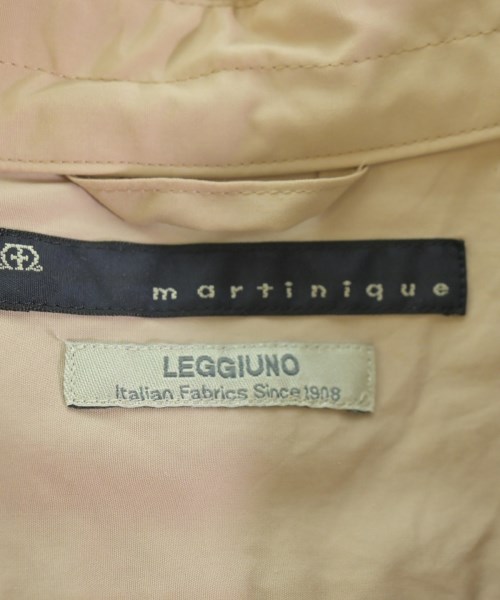 martinique
LEGGIUNO
Italian Fabrics Since 1908